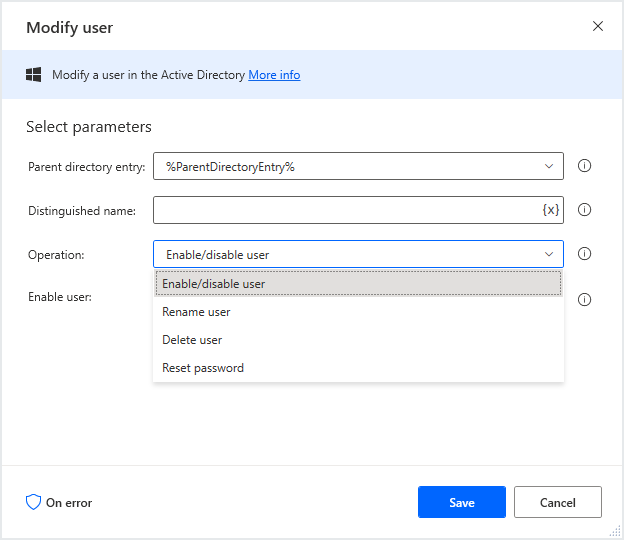 Modify user
Modify a user in the Active Directory More info
Select parameters
Parent directory entry: %ParentDirectoryEntry%
Distinguished name: {x}
Operation: Enable/disable user
Enable/disable user
Enable user:
Rename user
Delete user
Reset password
On error Save Cancel